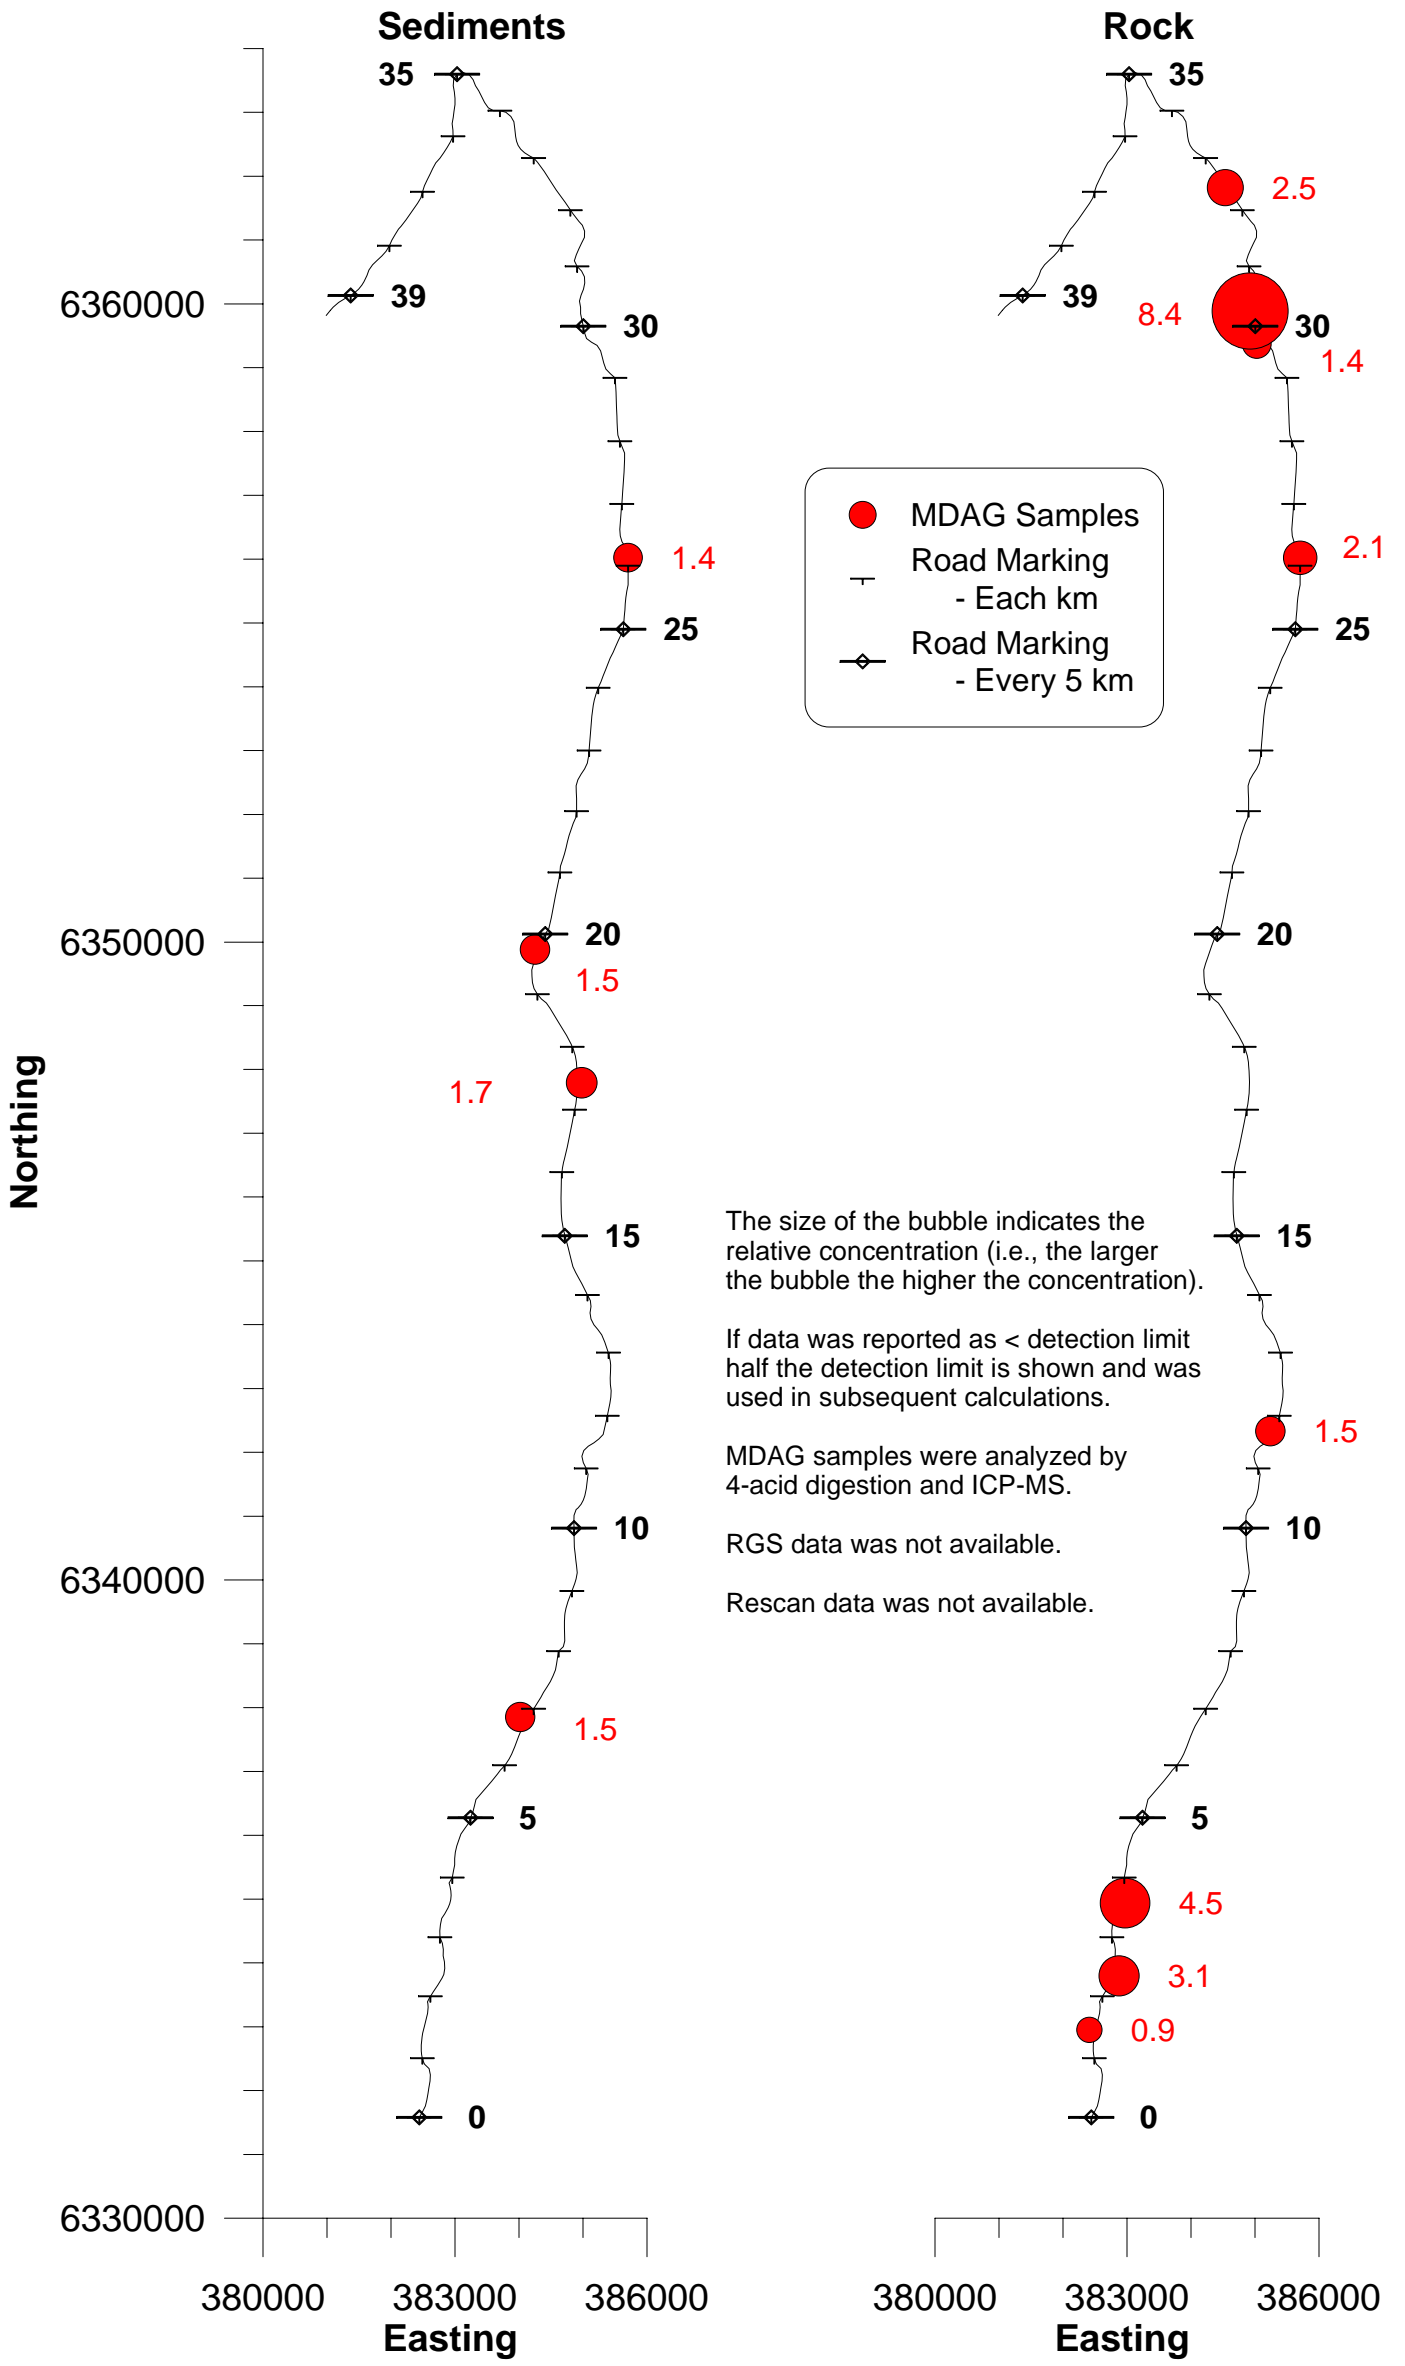 Sediments
Rock
35
35
2.5
39
39
6360000
8.4
30
30
1.4
MDAG Samples
Road Marking
- Each km
Road Marking
- Every 5 km
1.4
2.1
25
25
6350000
20
20
1.5
Northing
1.7
15
15
The size of the bubble indicates the
relative concentration (i.e., the larger
the bubble the higher the concentration).
If data was reported as < detection limit
half the detection limit is shown and was
used in subsequent calculations.
MDAG samples were analyzed by
4-acid digestion and ICP-MS.
RGS data was not available.
Rescan data was not available.
1.5
10
10
6340000
1.5
5
5
4.5
3.1
0.9
0
0
6330000
380000 383000 386000
380000 383000 386000
Easting
Easting